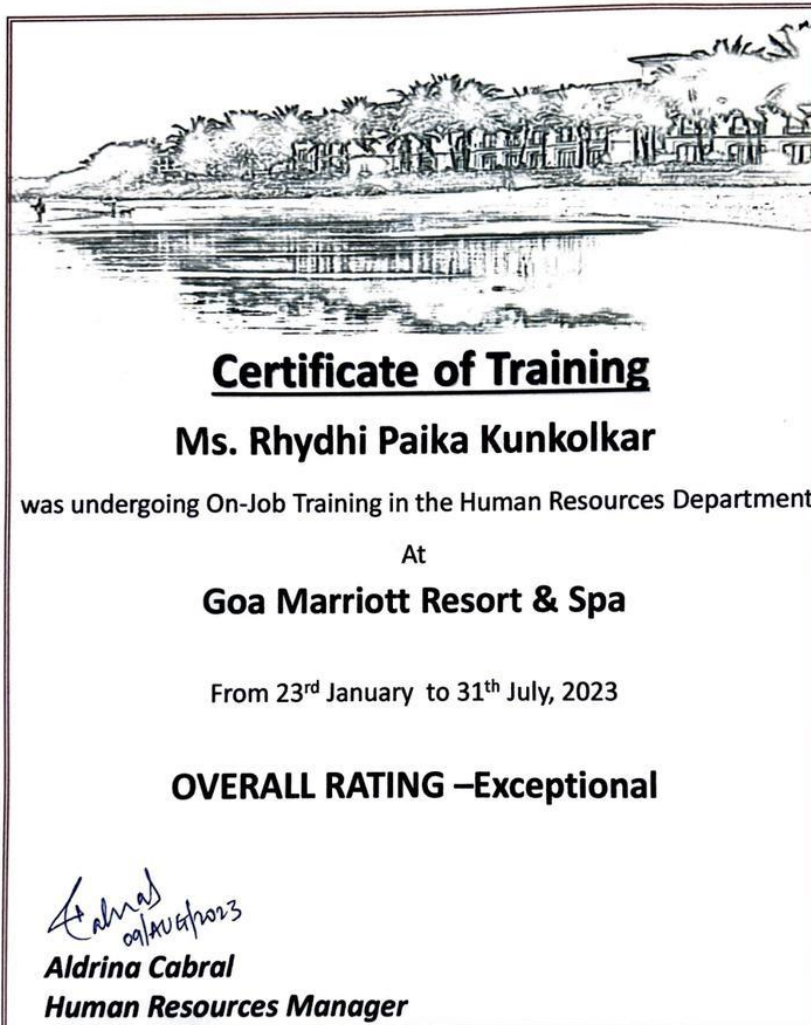 Certificate of Training
Ms. Rhydhi Paika Kunkolkar
was undergoing On-Job Training in the Human Resources Department
At
Goa Marriott Resort & Spa
From 23rd January to 31th July, 2023
OVERALL RATING –Exceptional
09/AUG/2023
Aldrina Cabral
Human Resources Manager